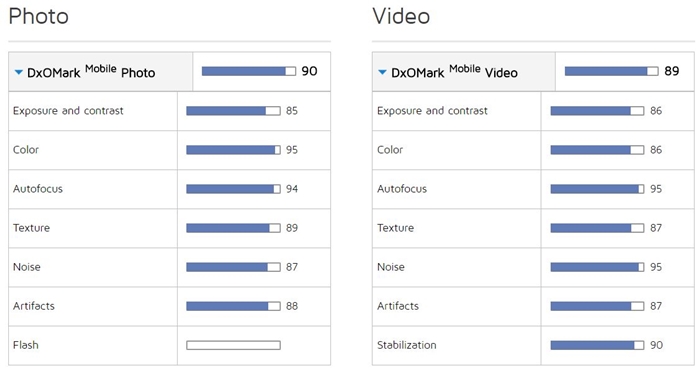 Photo
DxOMark Mobile Photo 90
Exposure and contrast 85
Color 95
Autofocus 94
Texture 89
Noise 87
Artifacts 88
Flash
Video
DxOMark Mobile Video 89
Exposure and contrast 86
Color 86
Autofocus 95
Texture 87
Noise 95
Artifacts 87
Stabilization 90